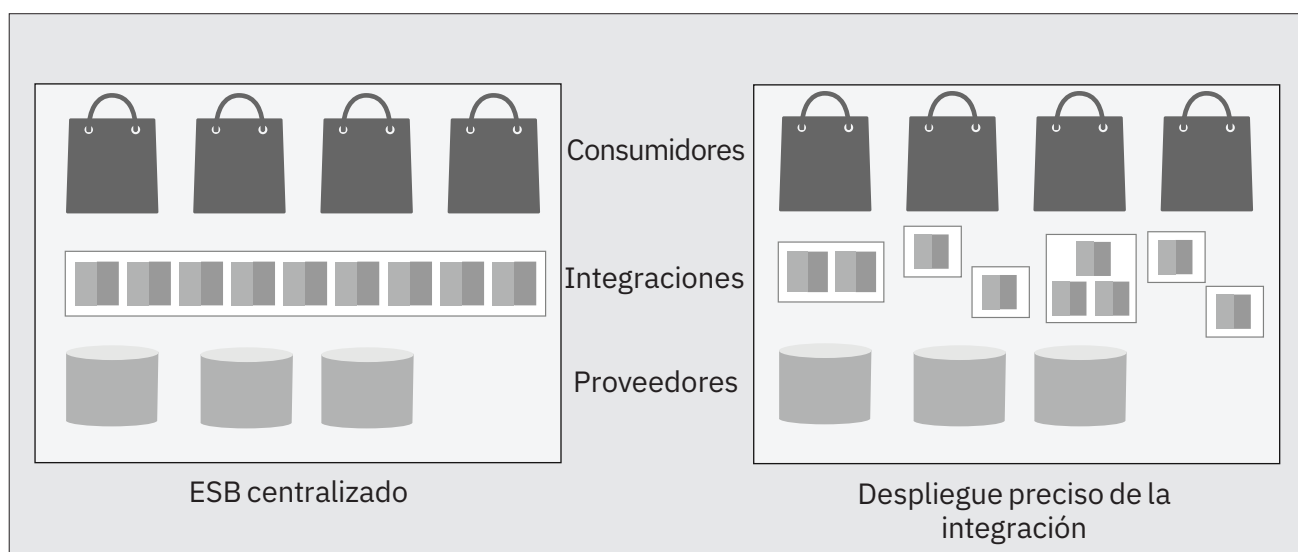 Consumidores
Integraciones
Proveedores
ESB centralizado
Despliegue preciso de la
integración